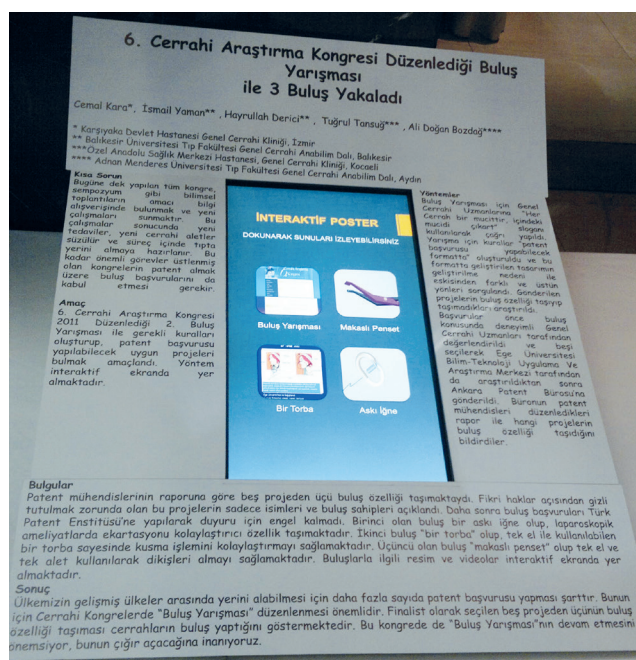 6. Cerrahi Araştırma Kongresi Düzenlediği Buluş
Yarışması
ile 3 Buluş Yakaladı
Cemal Kara*, İsmail Yaman** , Hayrullah Derici** , Tuğrul Tansuğ*** , Ali Doğan Bozdağ****
* Karşıyaka Devlet Hastanesi Genel Cerrahi Kliniği, İzmir
** Balıkesir Üniversitesi Tıp Fakültesi Genel Cerrahi Anabilim Dalı, Balıkesir
***Özel Anadolu Sağlık Merkezi Hastanesi, Genel Cerrahi Kliniği, Kocaeli
**** Adnan Menderes Üniversitesi Tıp Fakültesi Genel Cerrahi Anabilim Dalı, Aydın
Kısa Sorun
Bugüne dek yapılan tüm kongre,
sempozyum gibi bilimsel
toplantıların amacı bilgi
alışverişinde bulunmak ve yeni
çalışmaları sunmaktır. Bu
çalışmalar sonucunda yeni
tedaviler, yeni cerrahi aletler
süzülür ve süreç içinde tıpta
yerini almaya hazırlanır. Bu
kadar önemli görevler üstlenmiş
olan kongrelerin patent almak
üzere buluş başvurularını da
kabul etmesi gerekir.
Amaç
6. Cerrahi Araştırma Kongresi
2011 Düzenlediği 2. Buluş
Yarışması ile gerekli kuralları
oluşturup, patent başvurusu
yapılabilecek uygun projeleri
bulmak amaçlandı. Yöntem
interaktif ekranda yer
almaktadır.
İNTERAKTİF POSTER
DOKUNARAK SUNULARI İZLEYEBİLİRSİNİZ
Buluş Yarışması
Makaslı Penset
Bir Torba
Askı İğne
Yöntemler
Buluş Yarışması için Genel
Cerrahi Uzmanlarına "Her
Cerrah bir mucittir, içindeki
mucidi çıkart" sloganı
kullanılarak çağrı yapıldı.
Yarışma için kurallar "patent
başvurusu yapabilecek
formatta" oluşturuldu ve bu
formatta geliştirilen tasarımın
geliştirilme nedeni ile
eskisinden farklı ve üstün
yönleri sorgulandı. Gönderilen
projelerin buluş özelliği taşıyıp
taşımadıkları araştırıldı.
Başvurular önce buluş
konusunda deneyimli Genel
Cerrahi Uzmanları tarafından
değerlendirildi ve beşi
seçilerek Ege Üniversitesi
Bilim-Teknoloji Uygulama Ve
Araştırma Merkezi tarafından
da araştırıldıktan sonra
Ankara Patent Bürosu'na
gönderildi. Büronun patent
mühendisleri düzenledikleri
rapor ile hangi projelerin
buluş özelliği taşıdığını
bildirdiler.
Bulgular
Patent mühendislerinin raporuna göre beş projeden üçü buluş özelliği taşımaktaydı. Fikri haklar açısından gizli
tutulmak zorunda olan bu projelerin sadece isimleri ve buluş sahipleri açıklandı. Daha sonra buluş başvuruları Türk
Patent Enstitüsü'ne yapılarak duyuru için engel kalmadı. Birinci olan buluş bir askı iğne olup, laparoskopik
ameliyatlarda ekartasyonu kolaylaştırıcı özellik taşımaktadır. İkinci buluş "bir torba" olup, tek el ile kullanılabilen
bir torba sayesinde kusma işlemini kolaylaştırmayı sağlamaktadır. Üçüncü olan buluş "makaslı penset" olup tek el ve
tek alet kullanılarak dikişleri almayı sağlamaktadır. Buluşlarla ilgili resim ve videolar interaktif ekranda yer
almaktadır.
Sonuç
Ülkemizin gelişmiş ülkeler arasında yerini alabilmesi için daha fazla sayıda patent başvurusu yapması şarttır. Bunun
için Cerrahi Kongrelerde "Buluş Yarışması" düzenlenmesi önemlidir. Finalist olarak seçilen beş projeden üçünün buluş
özelliği taşıması cerrahların buluş yaptığını göstermektedir. Bu kongrede de "Buluş Yarışması"nın devam etmesini
önemsiyor, bunun çığır açacağına inanıyoruz.